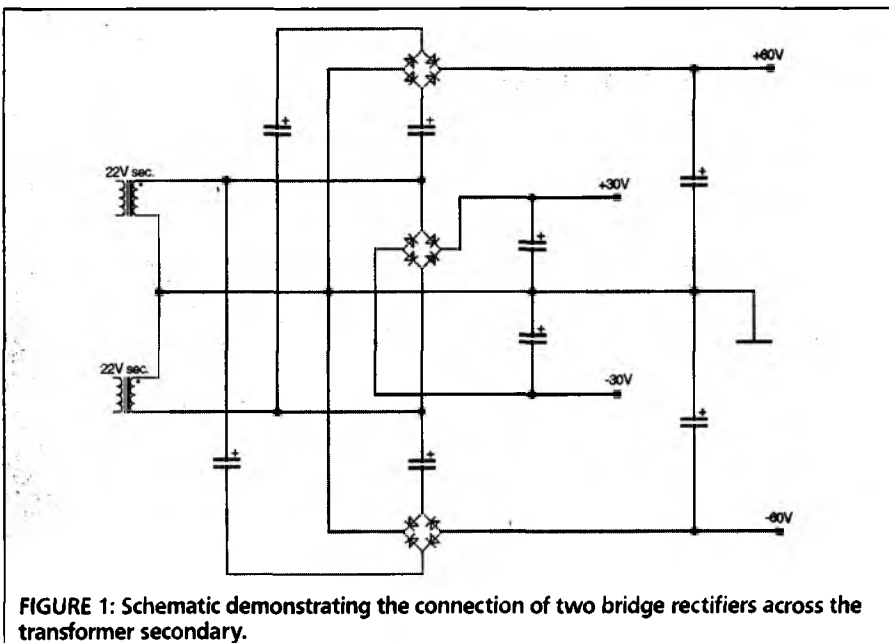 +60V
22V sec.
+30V
22V sec.
-30V
-60V
FIGURE 1: Schematic demonstrating the connection of two bridge rectifiers across the
transformer secondary.